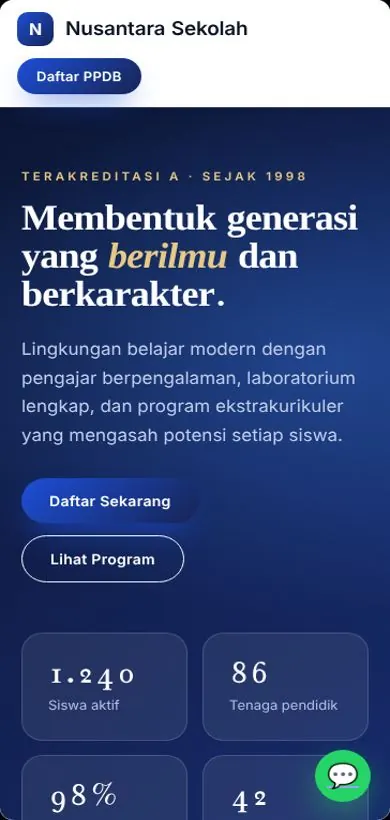 N Nusantara Sekolah
Daftar PPDB
TERAKREDITASI A · SEJAK 1998
Membentuk generasi
yang berilmu dan
berkarakter.
Lingkungan belajar modern dengan
pengajar berpengalaman, laboratorium
lengkap, dan program ekstrakurikuler
yang mengasah potensi setiap siswa.
Daftar Sekarang
Lihat Program
1.240
Siswa aktif
86
Tenaga pendidik
98%
42